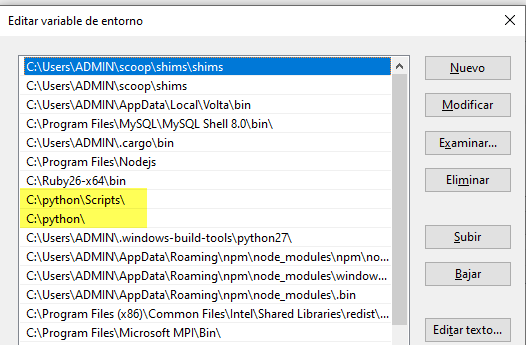 Editar variable de entorno
C:\Users\ADMIN\scoop\shims\shims
C:\Users\ADMIN\scoop\shims
C:\Users\ADMIN\AppData\Local\Volta\bin
C:\Program Files\MySQL\MySQL Shell 8.0\bin\
C:\Users\ADMIN\.cargo\bin
C:\Program Files\Nodejs
C:\Ruby26-x64\bin
C:\python\Scripts\
C:\python\
C:\Users\ADMIN\.windows-build-tools\python27\
C:\Users\ADMIN\AppData\Roaming\npm\node_modules\npm\no...
C:\Users\ADMIN\AppData\Roaming\npm\node_modules\window...
C:\Users\ADMIN\AppData\Roaming\npm\node_modules\.bin
C:\Program Files (x86)\Common Files\Intel\Shared Libraries\redist\...
C:\Program Files\Microsoft MPI\Bin\
Nuevo
Modificar
Examinar...
Eliminar
Subir
Bajar
Editar texto...